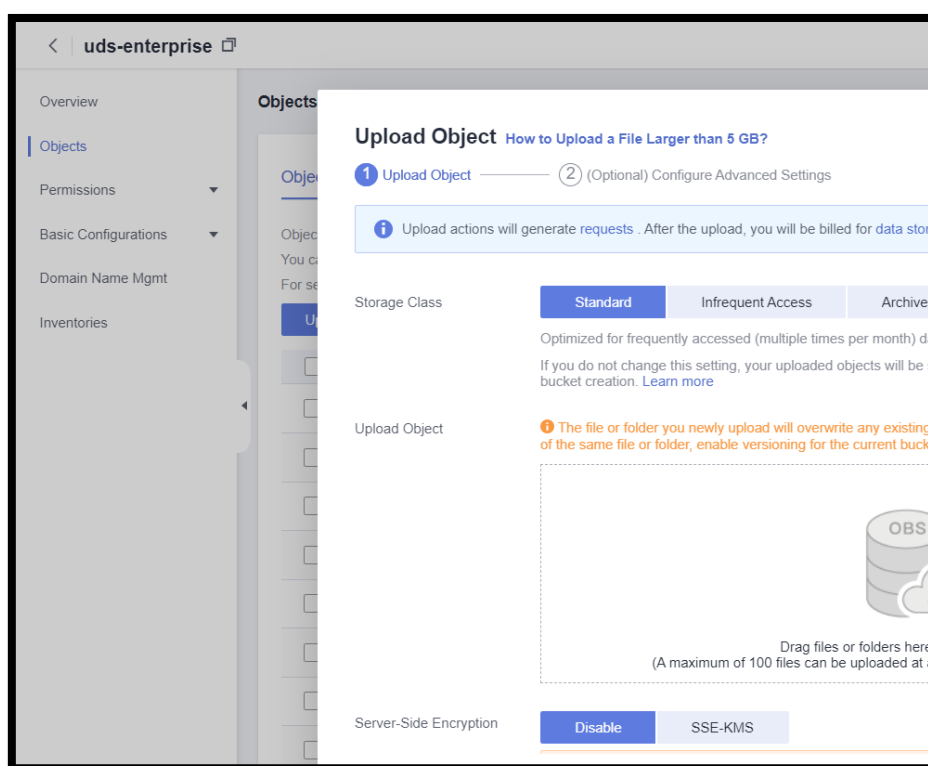 uds-enterprise
Overview
Objects
Permissions
Basic Configurations
Domain Name Mgmt
Inventories
Objects
Upload Object How to Upload a File Larger than 5 GB?
1 Upload Object 2 (Optional) Configure Advanced Settings
Upload actions will generate requests . After the upload, you will be billed for data
You
For
Storage Class Standard Infrequent Access Archive
Optimized for frequently accessed (multiple times per month)
If you do not change this setting, your uploaded objects will be
bucket creation. Learn more
Upload Object
The file or folder you newly upload will overwrite any existing
of the same file or folder, enable versioning for the current
OBS
Drag files or folders here
(A maximum of 100 files can be uploaded at
Server-Side Encryption Disable SSE-KMS